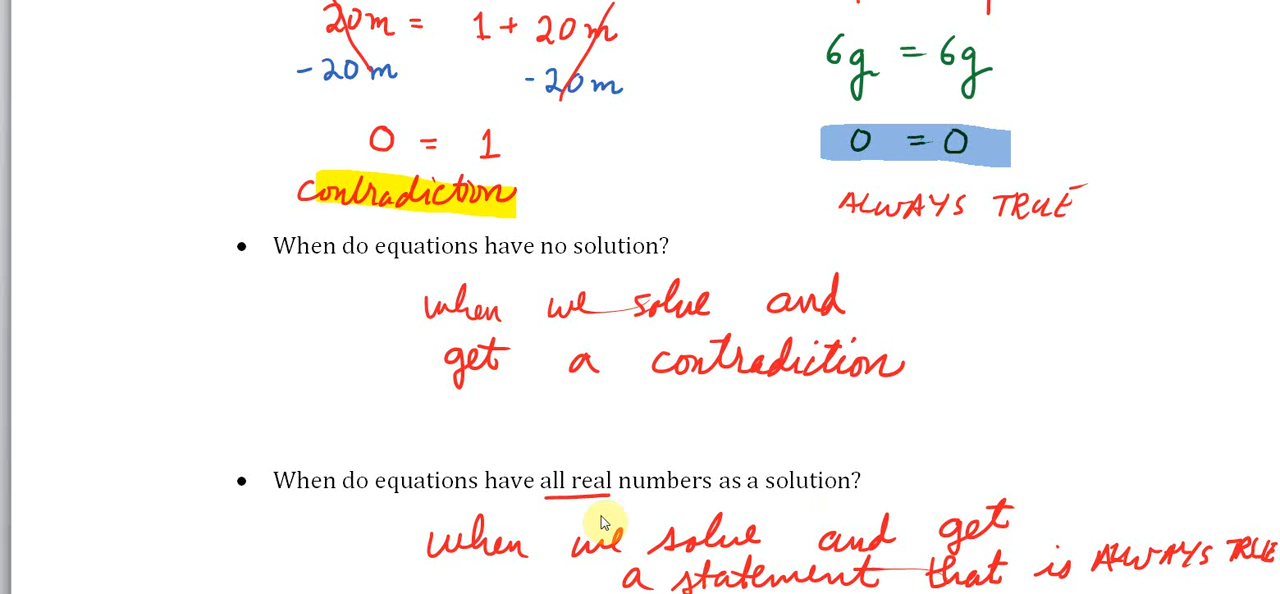 20m = 1 + 20m
- 20m - 20m
0 = 1
contradiction
6g = 6g
0 = 0
ALWAYS TRUE
• When do equations have no solution?
when we solve and
get a contradiction
• When do equations have all real numbers as a solution?
when we solve and get
a statement that is ALWAYS TRUE